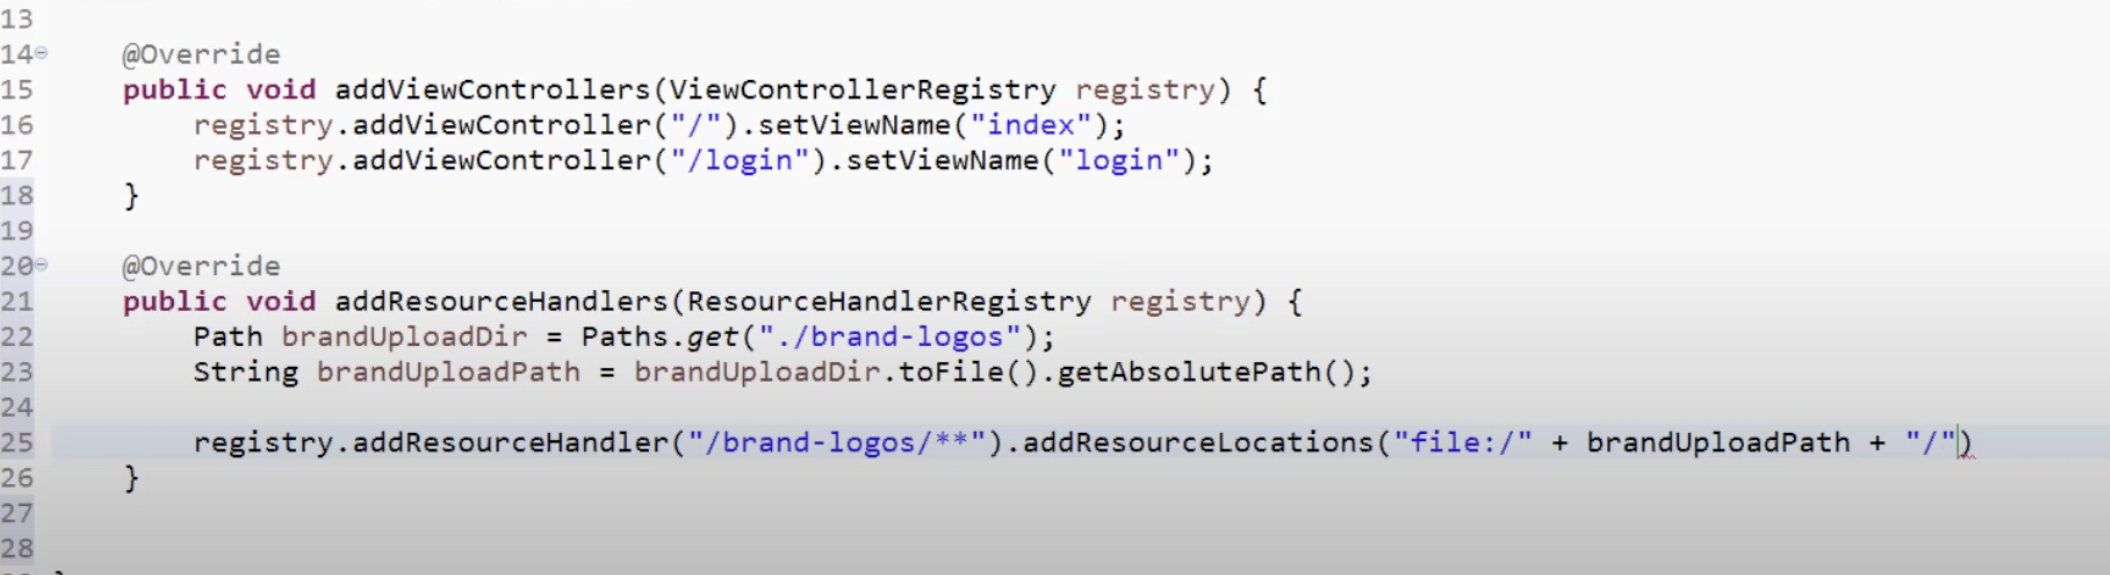 13
14 @Override
15 public void addViewControllers(ViewControllerRegistry registry) {
16 registry.addViewController("/").setViewName("index");
17 registry.addViewController("/login").setViewName("login");
18 }
19
20 @Override
21 public void addResourceHandlers(ResourceHandlerRegistry registry) {
22 Path brandUploadDir = Paths.get("./brand-logos");
23 String brandUploadPath = brandUploadDir.toFile().getAbsolutePath();
24
25 registry.addResourceHandler("/brand-logos/**").addResourceLocations("file:/" + brandUploadPath + "/")
26 }
27
28